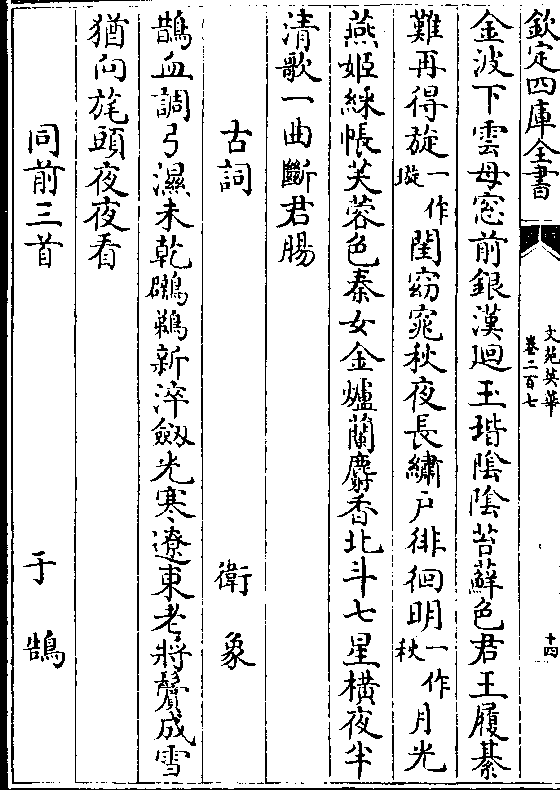 欽定四庫全書
文苑英華
卷二百七
十四
金波下雲母窓前銀漢迴玉堦陰陰苔蘚色君王履綦
難再得旋一作璇閨窈窕秋夜長繡戶徘徊明一作秋月光
燕姬綵帳芙蓉色秦女金爐蘭麝香北斗七星橫夜半
清歌一曲斷君腸
古詞 衛象
鵲血調弓濕未乾鸊鵜新淬劔光寒遼東老將鬢成雪
猶向旄頭夜夜看
同前三首 于鵠